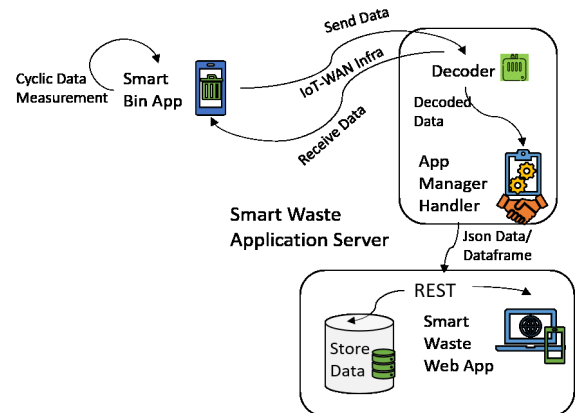 Send Data
IoT-WAN Infra
Receive Data
Cyclic Data
Measurement
Smart
Bin App
Decoder
Decoded
Data
App
Manager
Handler
Smart Waste
Application Server
Json Data/
Dataframe
REST
Store
Data
Smart
Waste
Web App